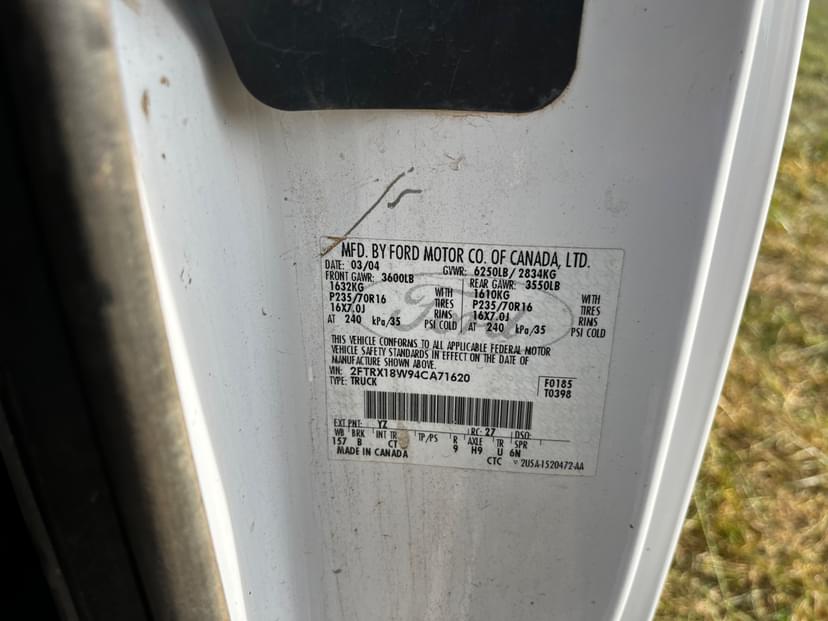 MFD. BY FORD MOTOR CO. OF CANADA, LTD.
DATE: 03/04 GVWR: 6250LB/ 2834KG
FRONT GAWR: 3600LB REAR GAWR: 3550LB
1632KG WITH 1610KG WITH
P235/70R16 TIRES P235/70R16 TIRES
16X7.0J RIMS 16X7.0J RIMS
AT 240 kPa/35 PSI COLD AT 240 kPa/35 PSI COLD
Ford
THIS VEHICLE CONFORMS TO ALL APPLICABLE FEDERAL MOTOR
VEHICLE SAFETY STANDARDS IN EFFECT ON THE DATE OF
MANUFACTURE SHOWN ABOVE.
VIN: 2FTRX18W94CA71620 F0185
TYPE: TRUCK T0398
EXT PNT: YZ RC: 27 DSO:
WB BRK INT TR TP/PS R AXLE TR SPR
157 B CT 9 H9 U 6N
MADE IN CANADA CTC 2U5A-1520472-AA